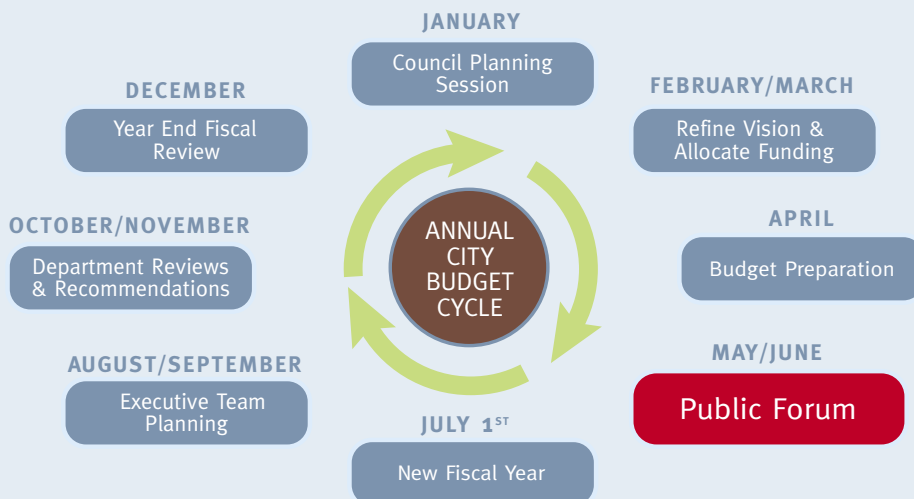 JANUARY
Council Planning
Session
FEBRUARY/MARCH
Refine Vision &
Allocate Funding
APRIL
Budget Preparation
MAY/JUNE
Public Forum
JULY 1ST
New Fiscal Year
AUGUST/SEPTEMBER
Executive Team
Planning
OCTOBER/NOVEMBER
Department Reviews
& Recommendations
DECEMBER
Year End Fiscal
Review
ANNUAL
CITY
BUDGET
CYCLE